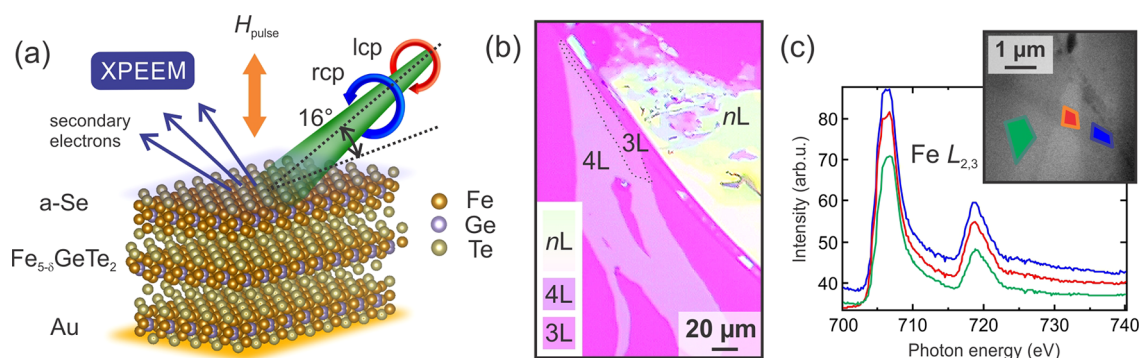 (a)
H pulse
lcp
rcp
XPEEM
16°
secondary
electrons
a-Se
Fe
Ge
Te
Fe5-δGeTe2
Au
(b)
nL
3L
4L
nL
4L
3L
20 µm
(c)
1 µm
Fe L2,3
Intensity (arb.u.)
80
70
60
50
40
700
710
720
730
740
Photon energy (eV)